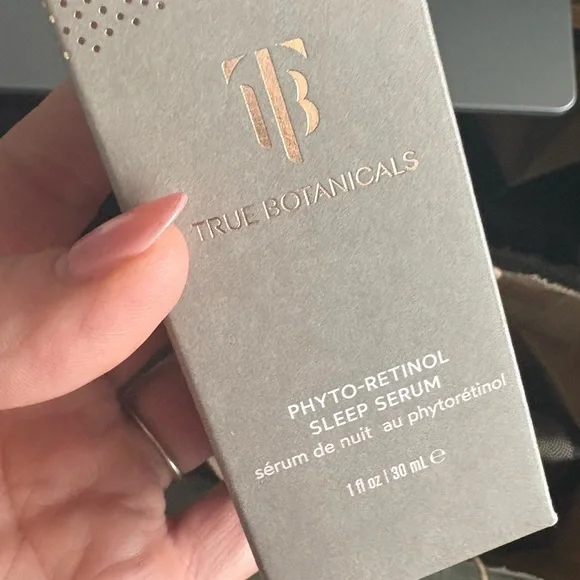 TB
TRUE BOTANICALS
PHYTO-RETINOL
SLEEP SERUM
sérum de nuit au phytorétinol
1 fl oz | 30 mL ℮